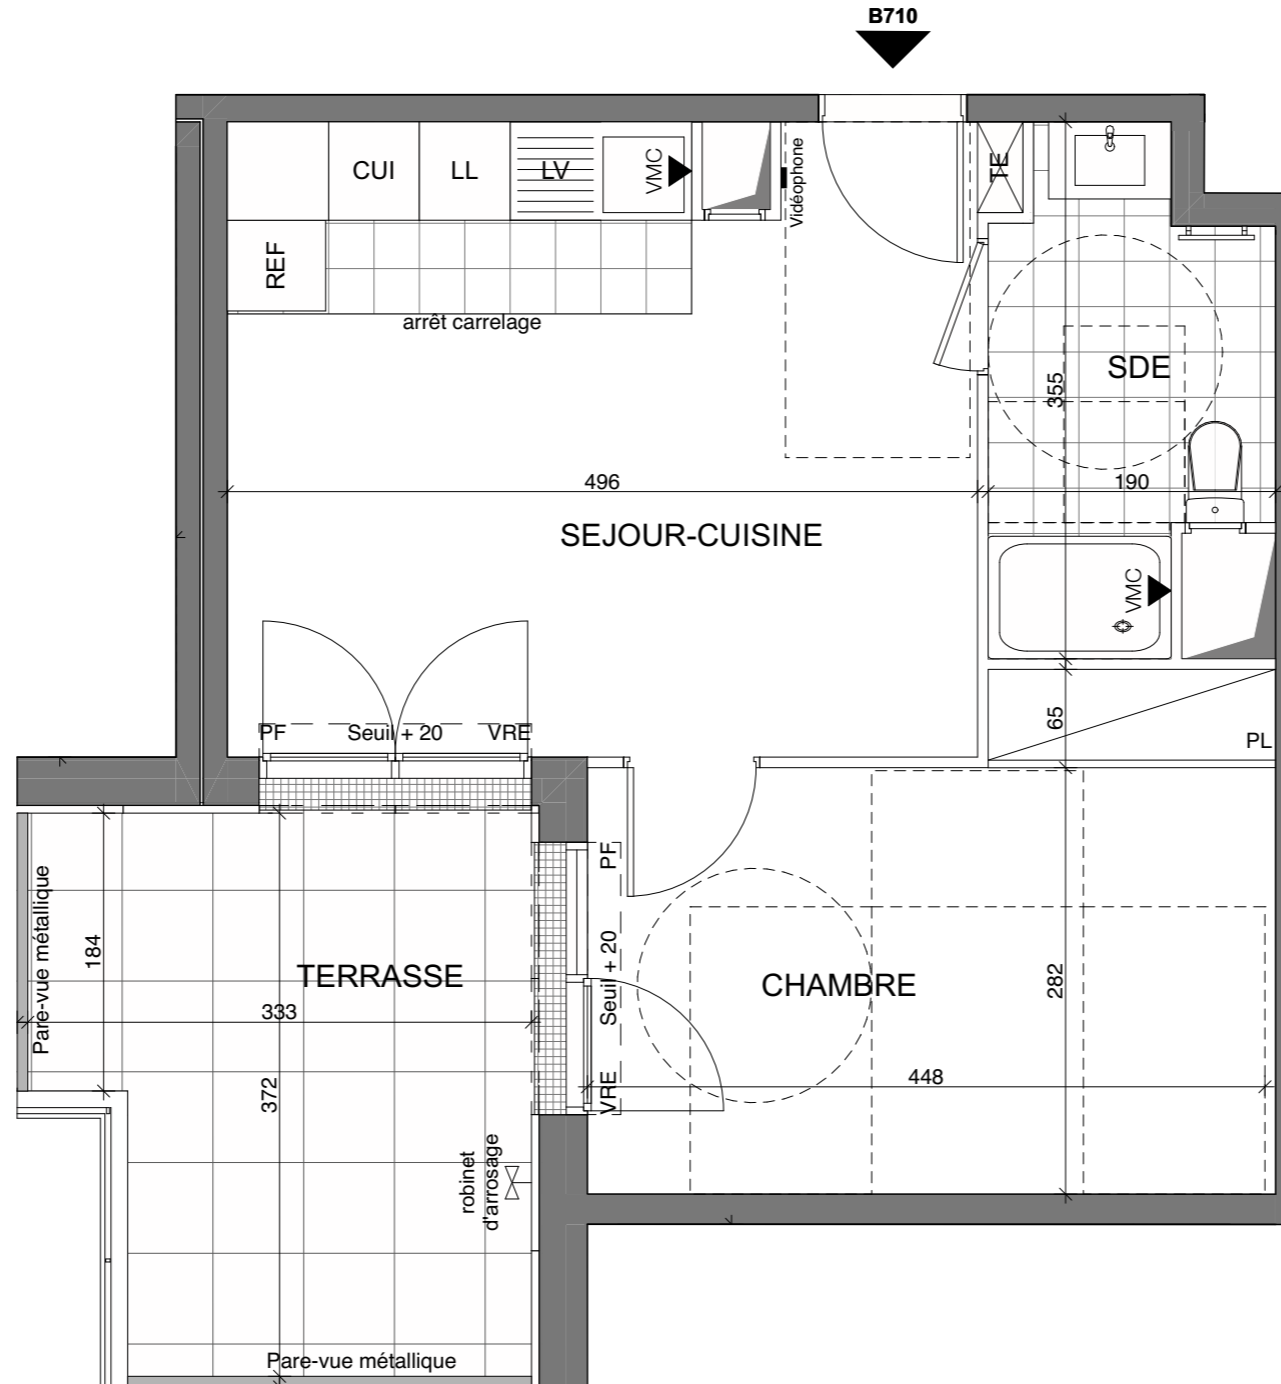 B710
CUI
LL
LV
VMC
Vidéophone
TE
REF
arrêt carrelage
SDE
355
496
190
SEJOUR-CUISINE
VMC
65
PL
PF
Seuil + 20
VRE
PF
Seuil + 20
VRE
Pare-vue métallique
184
TERRASSE
333
372
CHAMBRE
282
448
robinet
d'arrosage
Pare-vue métallique